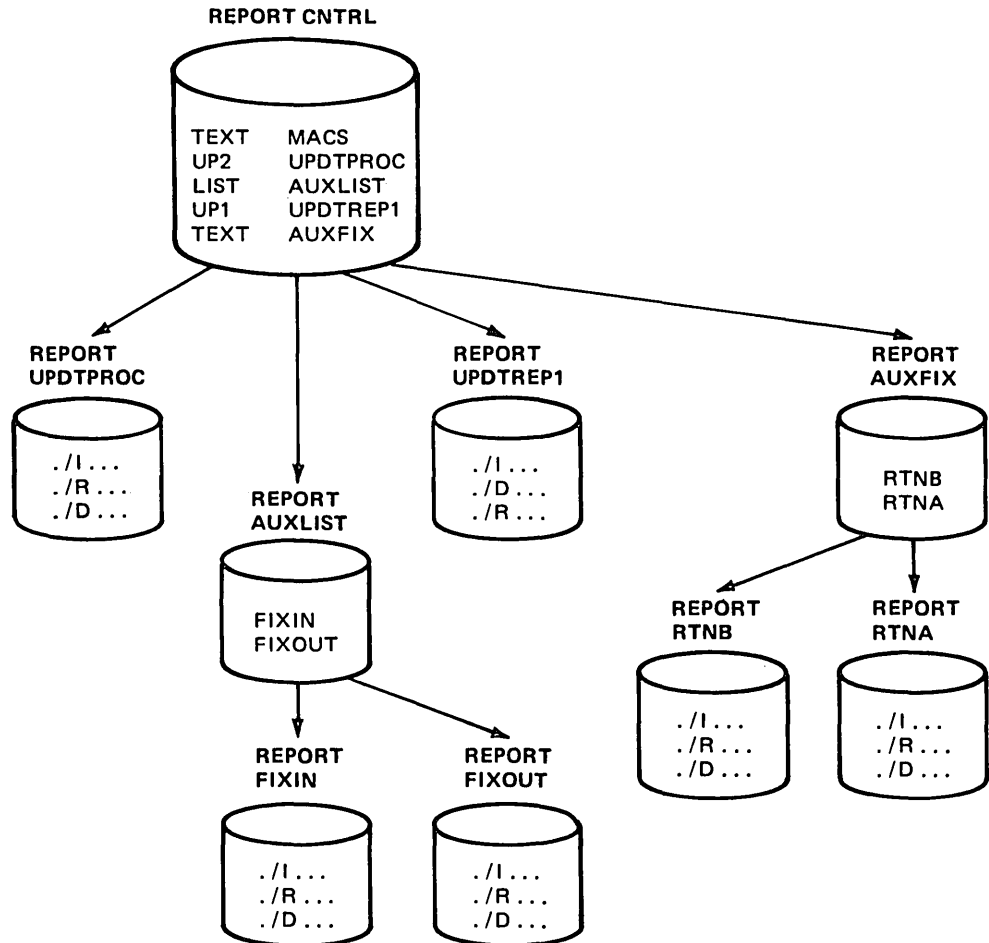 REPORT CNTRL
TEXT MACS
UP2 UPDTPROC
LIST AUXLIST
UP1 UPDTREP1
TEXT AUXFIX
REPORT
UPDTPROC
./I...
./R...
./D...
REPORT
AUXLIST
FIXIN
FIXOUT
REPORT
UPDTREP1
./I...
./D...
./R...
REPORT
AUXFIX
RTNB
RTNA
REPORT
FIXIN
./I...
./R...
./D...
REPORT
FIXOUT
./I...
./R...
./D...
REPORT
RTNB
./I...
./R...
./D...
REPORT
RTNA
./I...
./R...
./D...